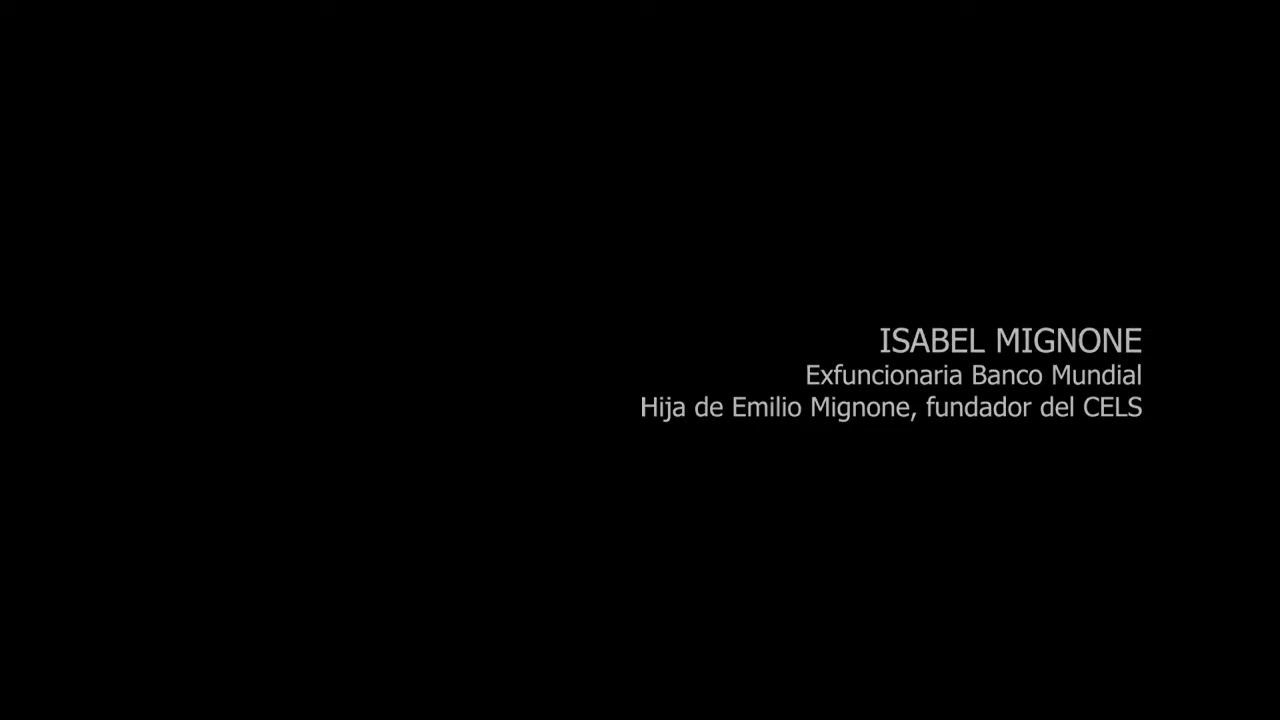 ISABEL MIGNONE
Exfuncionaria Banco Mundial
Hija de Emilio Mignone, fundador del CELS